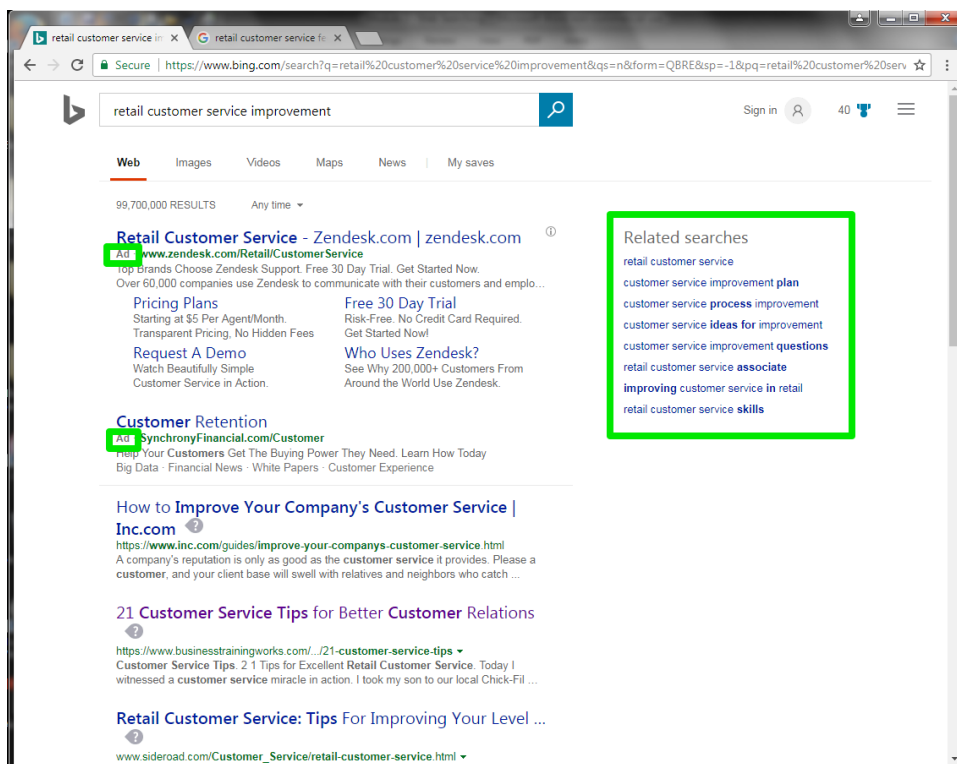 retail customer service in
retail customer service fe
Secure | https://www.bing.com/search?q=retail%20customer%20service%20improvement&qs=n&form=QBRE&sp=-1&pq=retail%20customer%20serv
retail customer service improvement
Sign in
40
Web Images Videos Maps News | My saves
99,700,000 RESULTS Any time
Retail Customer Service - Zendesk.com | zendesk.com
Ad · www.zendesk.com/Retail/CustomerService
Top Brands Choose Zendesk Support. Free 30 Day Trial. Get Started Now.
Over 60,000 companies use Zendesk to communicate with their customers and emplo...
Pricing Plans
Starting at $5 Per Agent/Month.
Transparent Pricing, No Hidden Fees
Free 30 Day Trial
Risk-Free. No Credit Card Required.
Get Started Now!
Request A Demo
Watch Beautifully Simple
Customer Service in Action.
Who Uses Zendesk?
See Why 200,000+ Customers From
Around the World Use Zendesk.
Customer Retention
Ad · SynchronyFinancial.com/Customer
Help Your Customers Get The Buying Power They Need. Learn How Today
Big Data · Financial News · White Papers · Customer Experience
How to Improve Your Company's Customer Service |
Inc.com
https://www.inc.com/guides/improve-your-companys-customer-service.html
A company's reputation is only as good as the customer service it provides. Please a
customer, and your client base will swell with relatives and neighbors who catch ...
21 Customer Service Tips for Better Customer Relations
https://www.businesstrainingworks.com/.../21-customer-service-tips
Customer Service Tips. 2 1 Tips for Excellent Retail Customer Service. Today I
witnessed a customer service miracle in action. I took my son to our local Chick-Fil ...
Retail Customer Service: Tips For Improving Your Level ...
www.sideroad.com/Customer_Service/retail-customer-service.html
Related searches
retail customer service
customer service improvement plan
customer service process improvement
customer service ideas for improvement
customer service improvement questions
retail customer service associate
improving customer service in retail
retail customer service skills